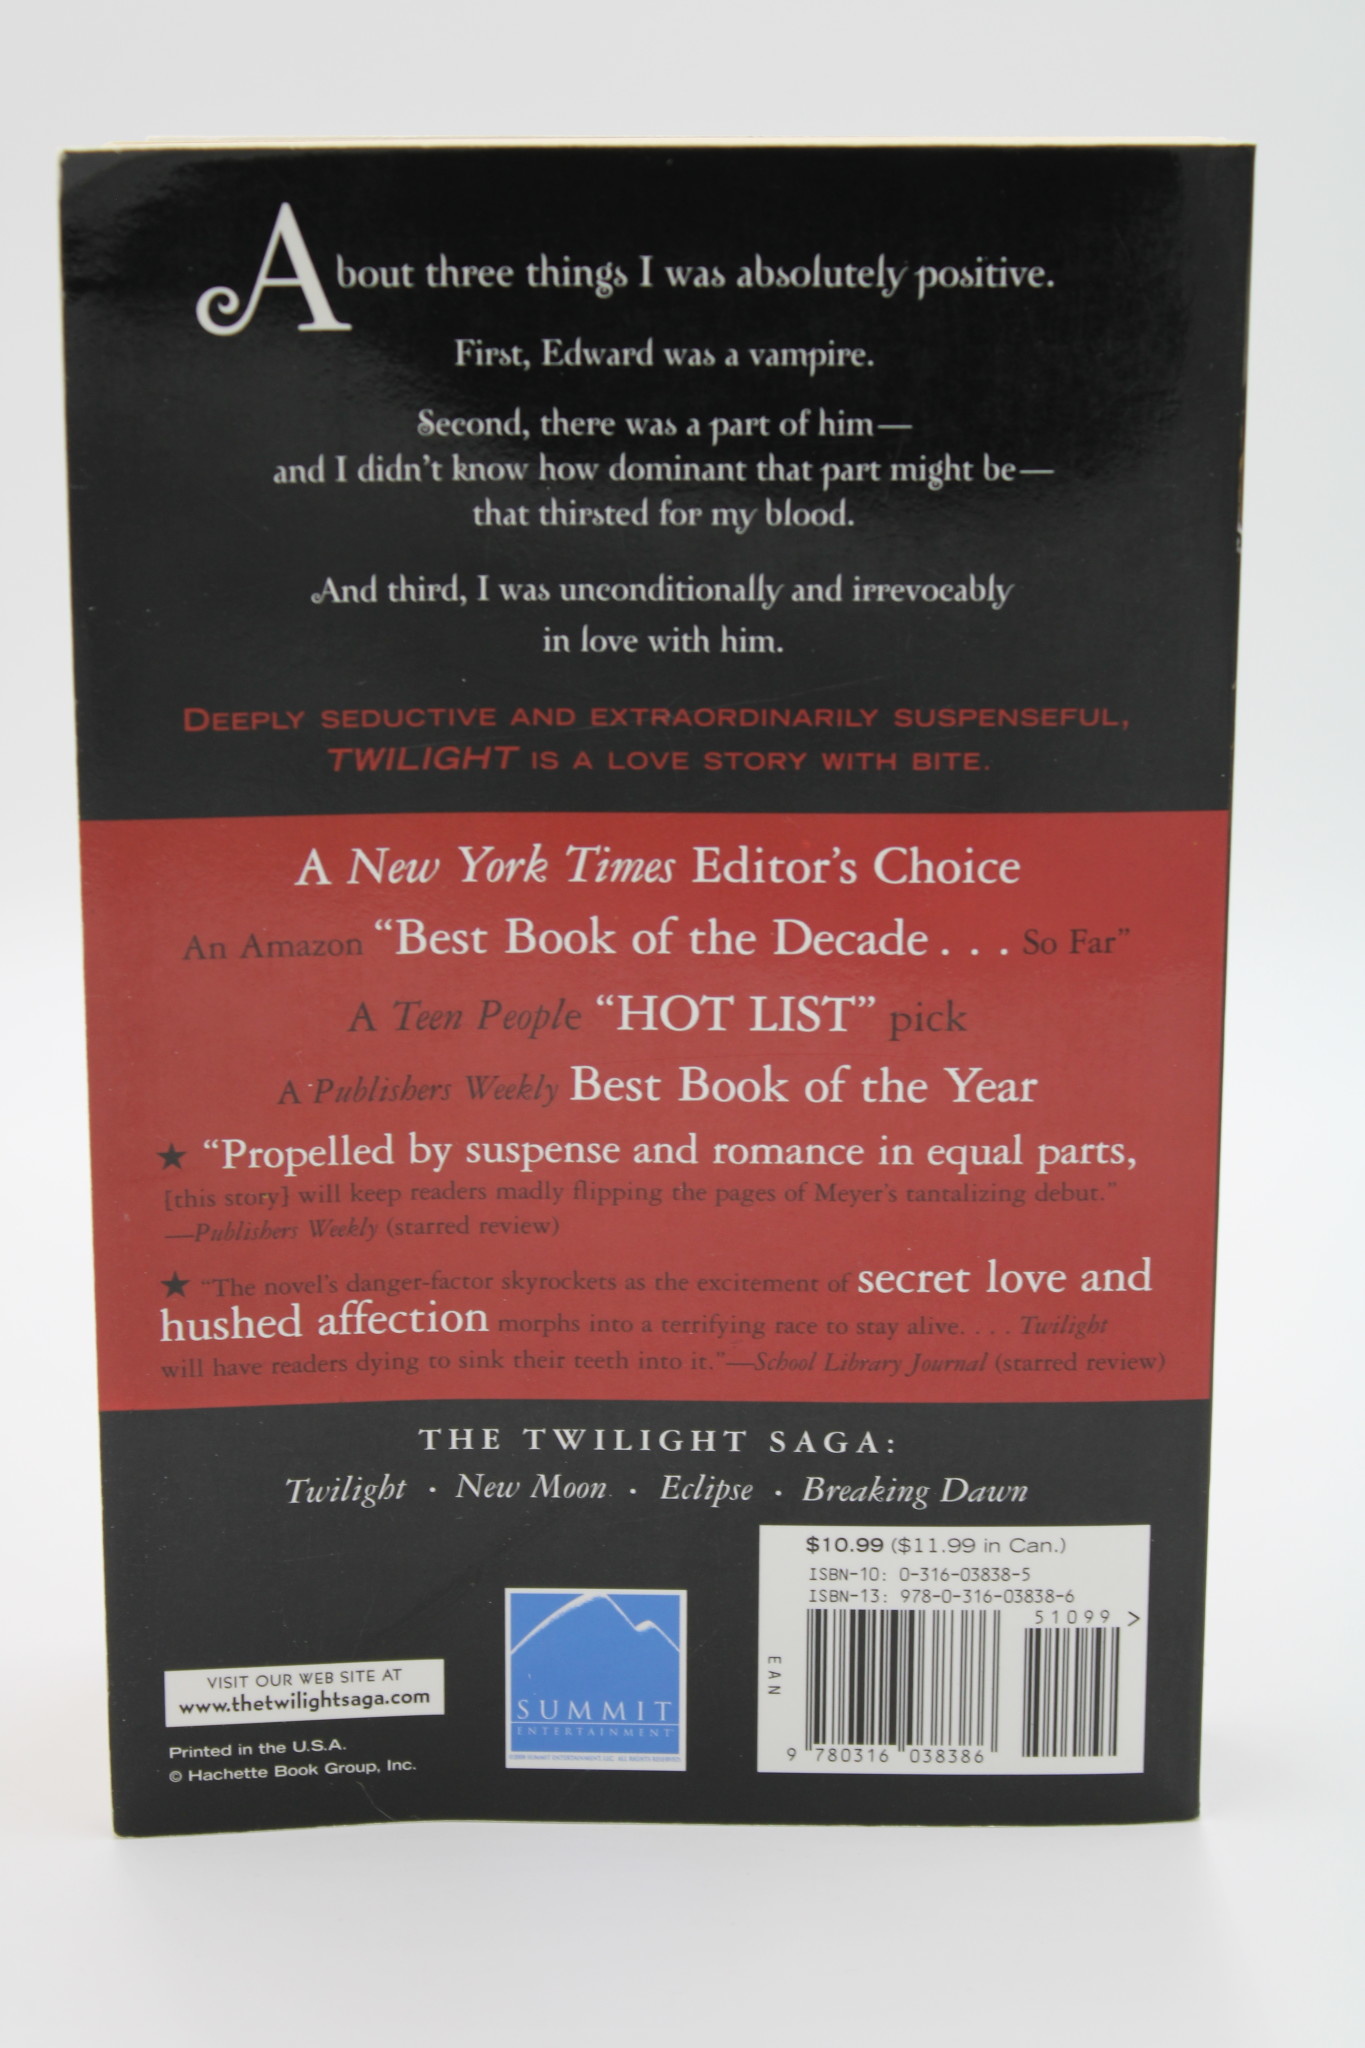 About three things I was absolutely positive.
First, Edward was a vampire.
Second, there was a part of him—
and I didn't know how dominant that part might be—
that thirsted for my blood.
And third, I was unconditionally and irrevocably
in love with him.
DEEPLY SEDUCTIVE AND EXTRAORDINARILY SUSPENSEFUL,
TWILIGHT IS A LOVE STORY WITH BITE.
A New York Times Editor's Choice
An Amazon "Best Book of the Decade . . . So Far"
A Teen People "HOT LIST" pick
A Publishers Weekly Best Book of the Year
★ "Propelled by suspense and romance in equal parts,
[this story] will keep readers madly flipping the pages of Meyer's tantalizing debut."
—Publishers Weekly (starred review)
★ "The novel's danger-factor skyrockets as the excitement of secret love and
hushed affection morphs into a terrifying race to stay alive. . . . Twilight
will have readers dying to sink their teeth into it."—School Library Journal (starred review)
THE TWILIGHT SAGA:
Twilight · New Moon · Eclipse · Breaking Dawn
VISIT OUR WEB SITE AT
www.thetwilightsaga.com
Printed in the U.S.A.
© Hachette Book Group, Inc.
SUMMIT
ENTERTAINMENT
$10.99 ($11.99 in Can.)
ISBN-10: 0-316-03838-5
ISBN-13: 978-0-316-03838-6
51099 >
EAN
9 780316 038386